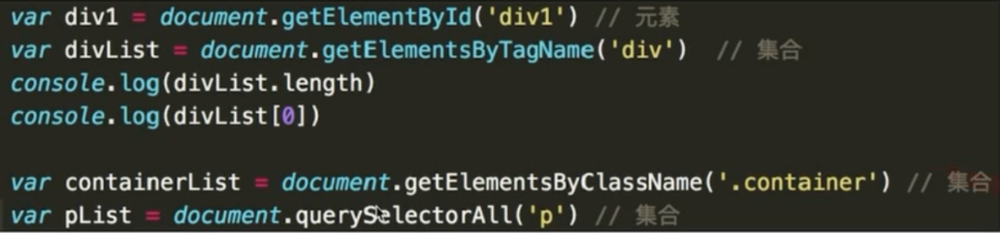 var div1 = document.getElementById('div1') // 元素
var divList = document.getElementsByTagName('div') // 集合
console.log(divList.length)
console.log(divList[0])
var containerList = document.getElementsByClassName('.container') // 集合
var pList = document.querySelectorAll('p') // 集合